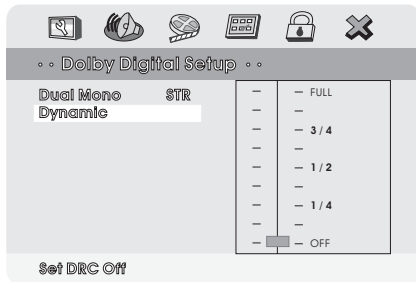 • • Dolby Digital Setup • •
Dual Mono STR
Dynamic
FULL
3 / 4
1 / 2
1 / 4
OFF
Set DRC Off